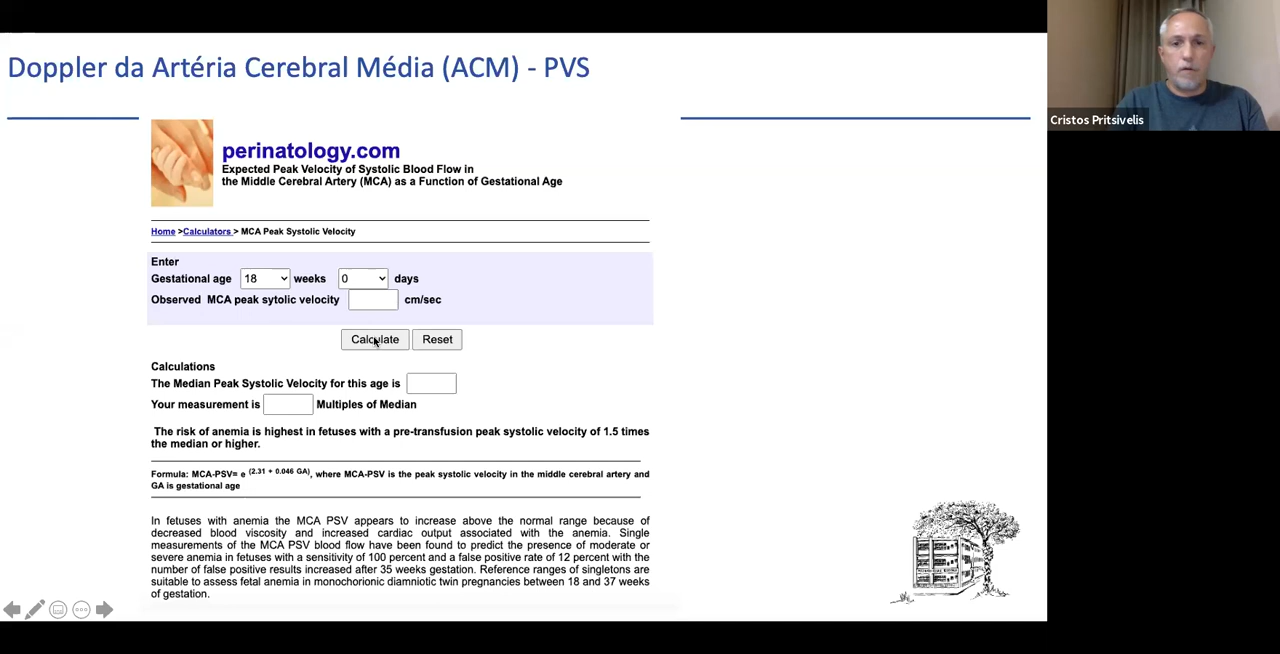 Doppler da Artéria Cerebral Média (ACM) - PVS
Cristos Pritsivelis
perinatology.com
Expected Peak Velocity of Systolic Blood Flow in
the Middle Cerebral Artery (MCA) as a Function of Gestational Age
Home >Calculators > MCA Peak Systolic Velocity
Enter
Gestational age 18 weeks 0 days
Observed MCA peak sytolic velocity cm/sec
Calculate Reset
Calculations
The Median Peak Systolic Velocity for this age is
Your measurement is Multiples of Median
The risk of anemia is highest in fetuses with a pre-transfusion peak systolic velocity of 1.5 times
the median or higher.
Formula: MCA-PSV= e (2.31 + 0.046 GA), where MCA-PSV is the peak systolic velocity in the middle cerebral artery and
GA is gestational age
In fetuses with anemia the MCA PSV appears to increase above the normal range because of
decreased blood viscosity and increased cardiac output associated with the anemia. Single
measurements of the MCA PSV blood flow have been found to predict the presence of moderate or
severe anemia in fetuses with a sensitivity of 100 percent and a false positive rate of 12 percent with the
number of false positive results increased after 35 weeks gestation. Reference ranges of singletons are
suitable to assess fetal anemia in monochorionic diamniotic twin pregnancies between 18 and 37 weeks
of gestation.